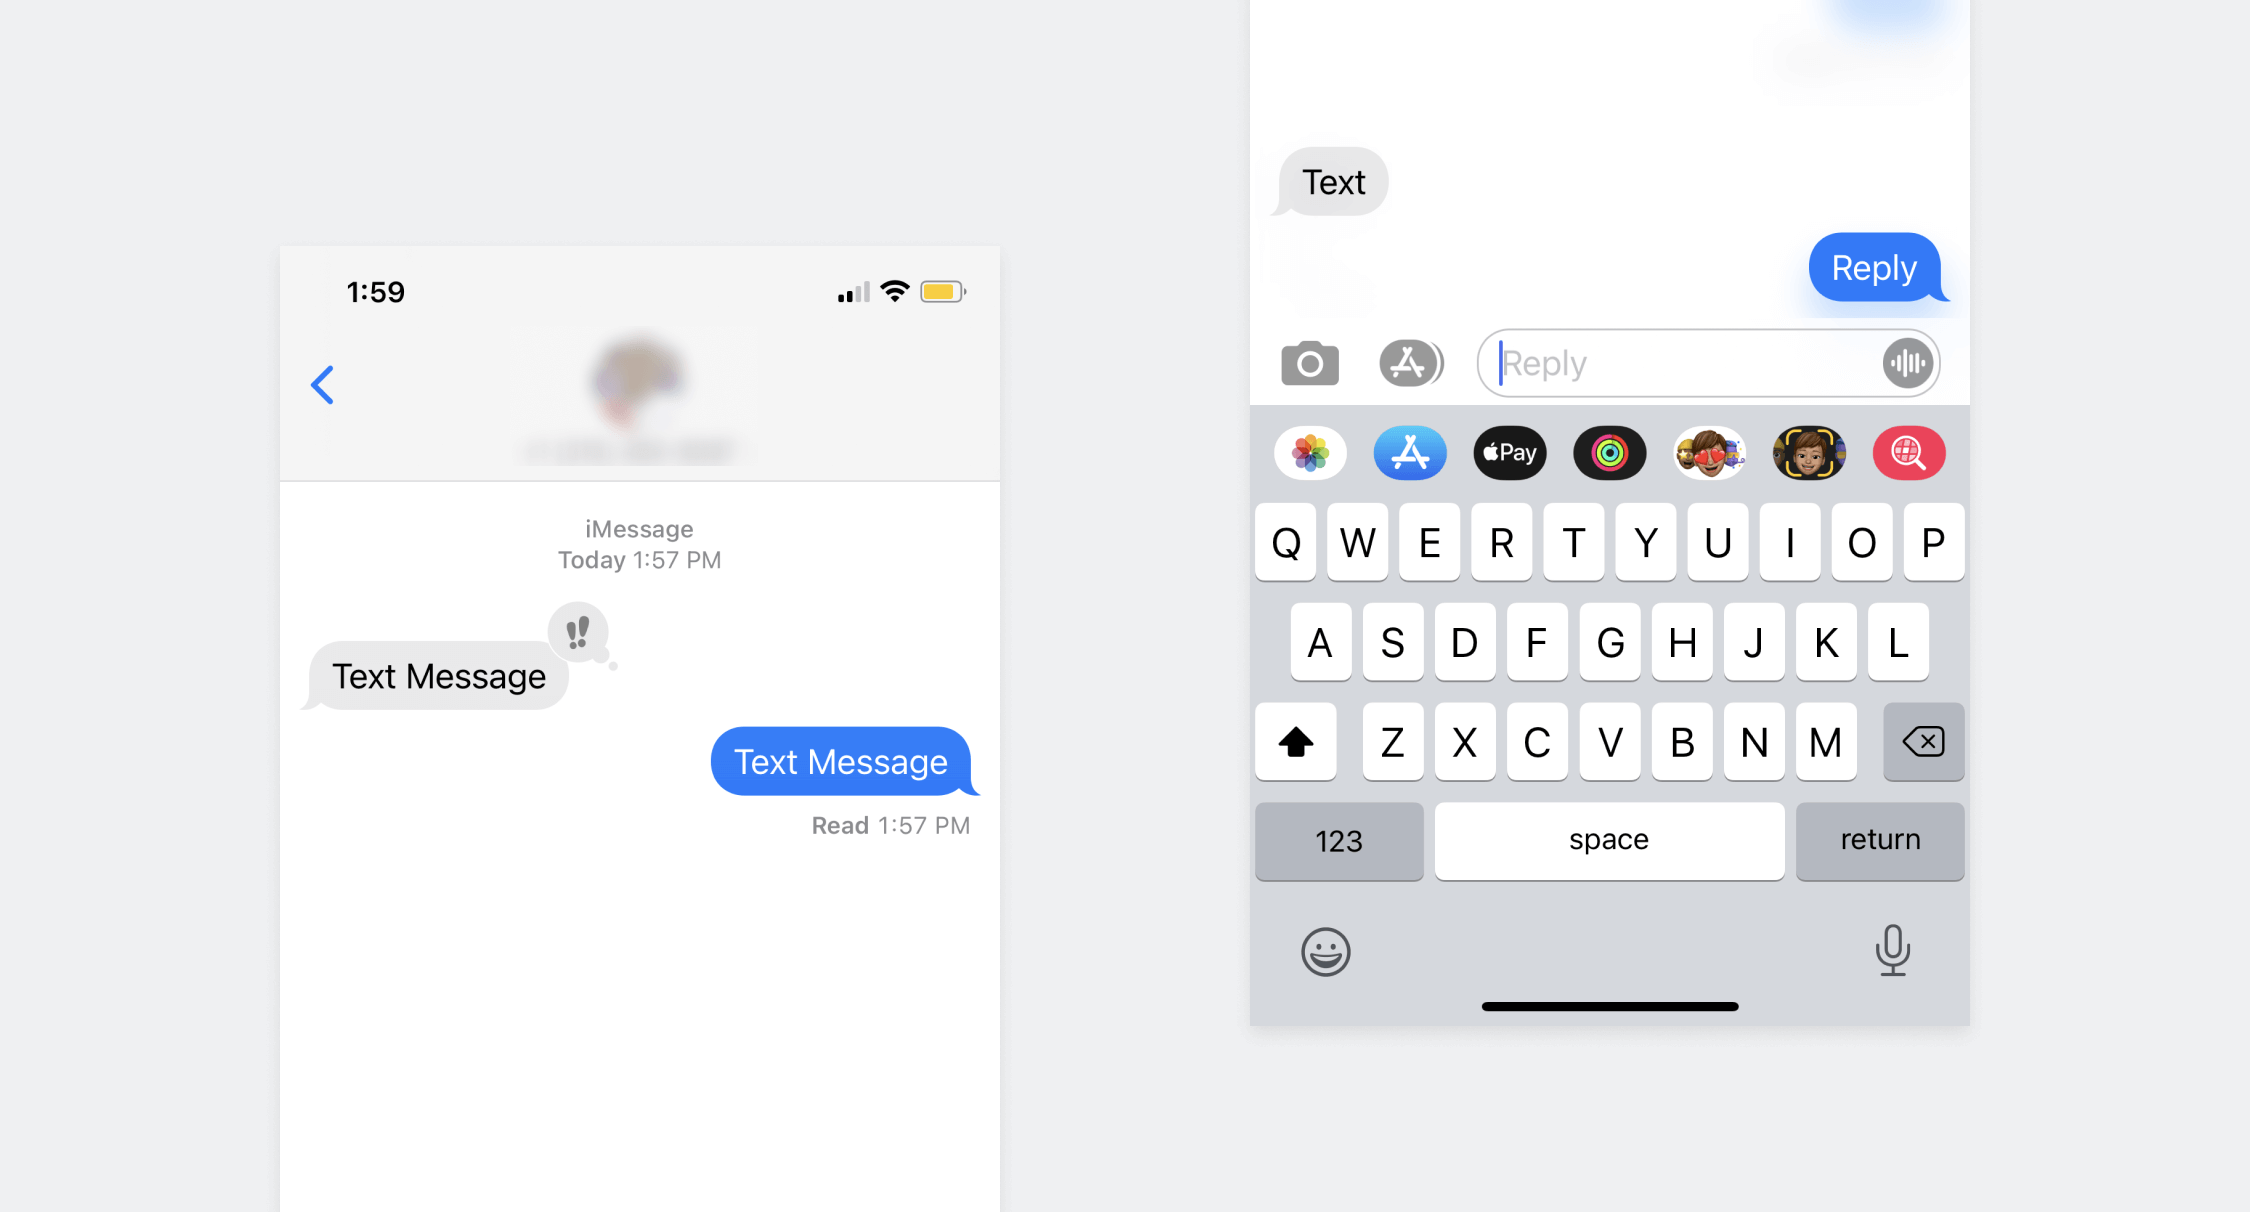 1:59
iMessage
Today 1:57 PM
Text Message
Text Message
Read 1:57 PM
Text
Reply
Reply
Pay
Q W E R T Y U I O P
A S D F G H J K L
Z X C V B N M
123 space return